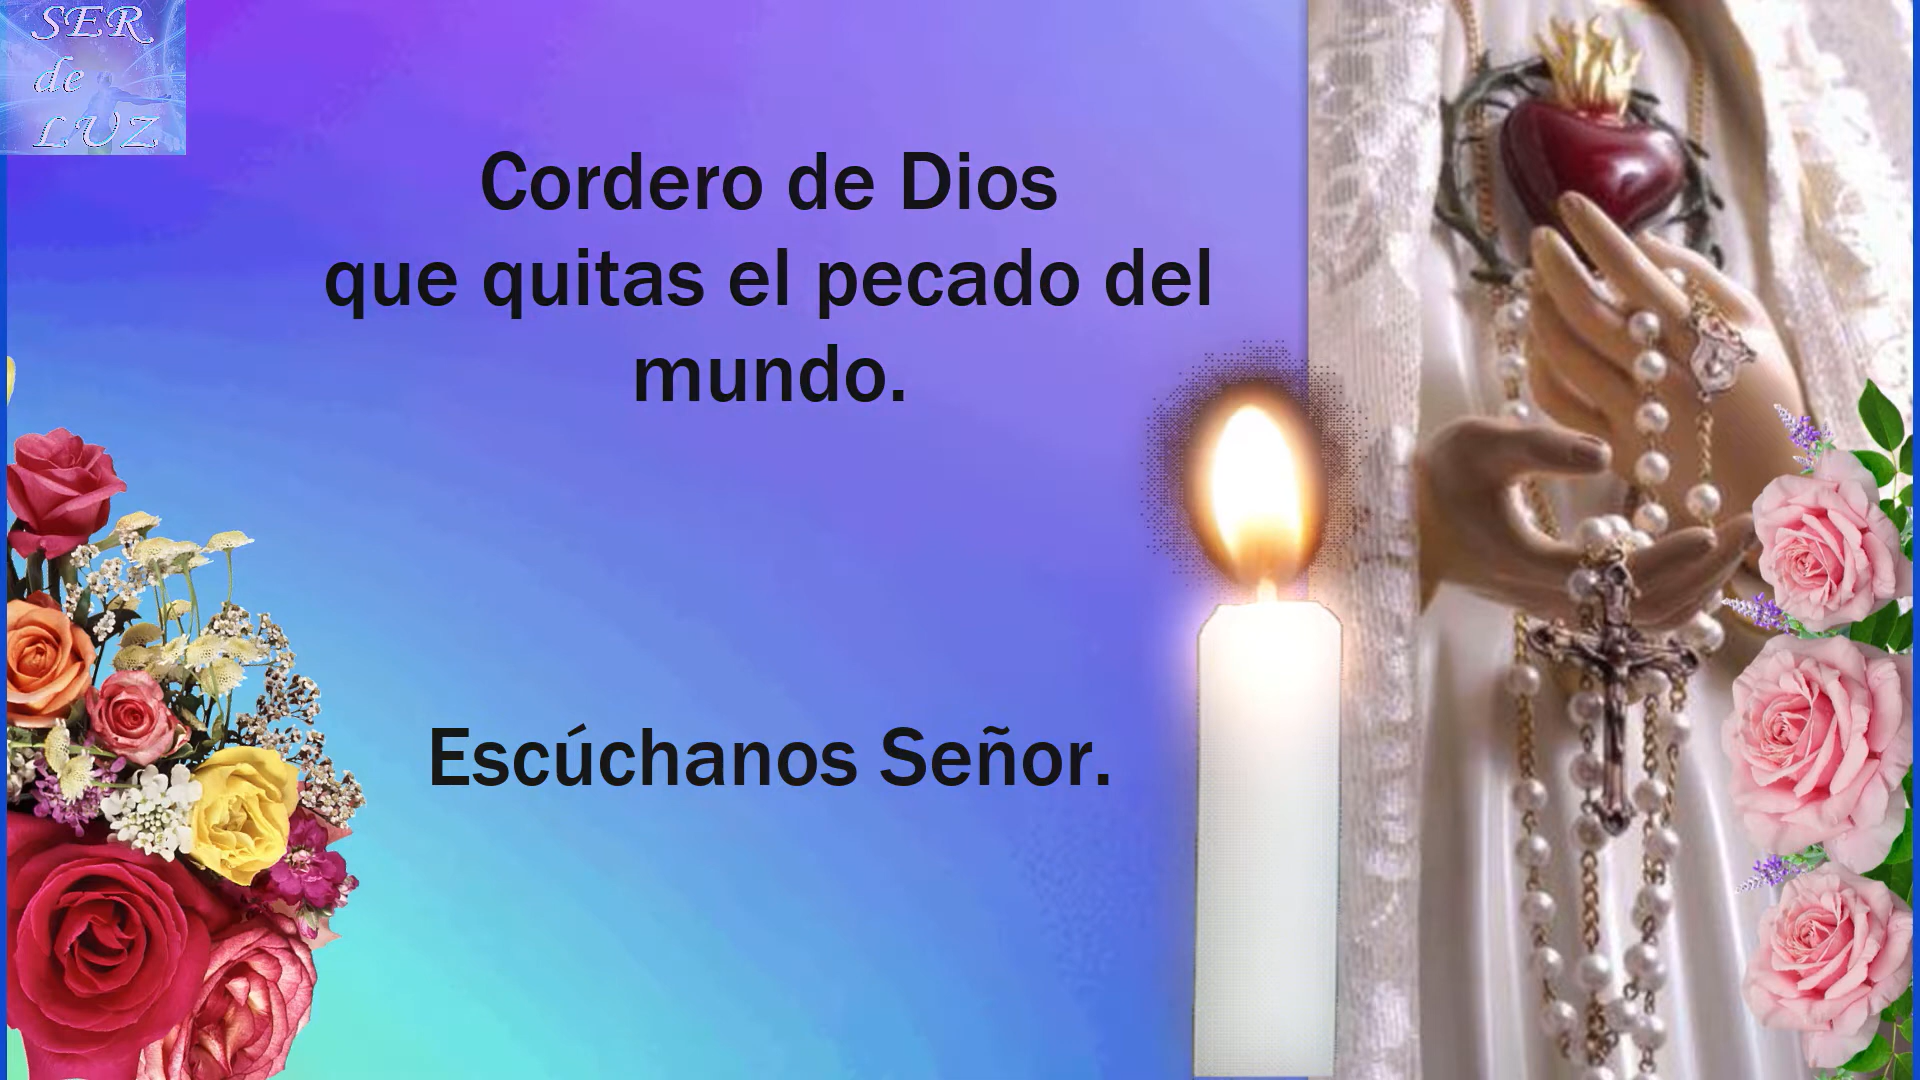 SER
de
LUZ
Cordero de Dios
que quitas el pecado del
mundo.
Escúchanos Señor.